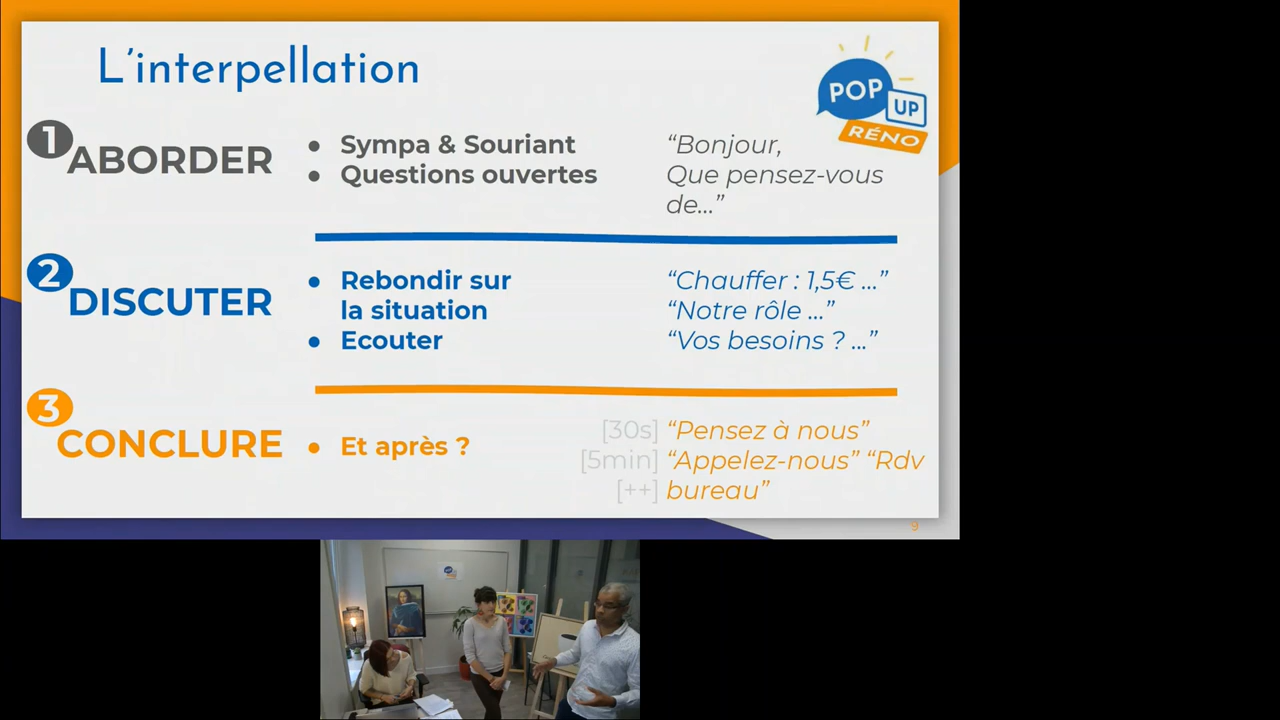 L'interpellation
POP
UP
RÉNO
1
ABORDER
● Sympa & Souriant
● Questions ouvertes
“Bonjour,
Que pensez-vous
de...”
2
DISCUTER
● Rebondir sur
la situation
● Ecouter
“Chauffer : 1,5€ ...”
“Notre rôle ...”
“Vos besoins ? ...”
3
CONCLURE
● Et après ?
[30s] “Pensez à nous”
[5min] “Appelez-nous” “Rdv
[++] bureau”
9